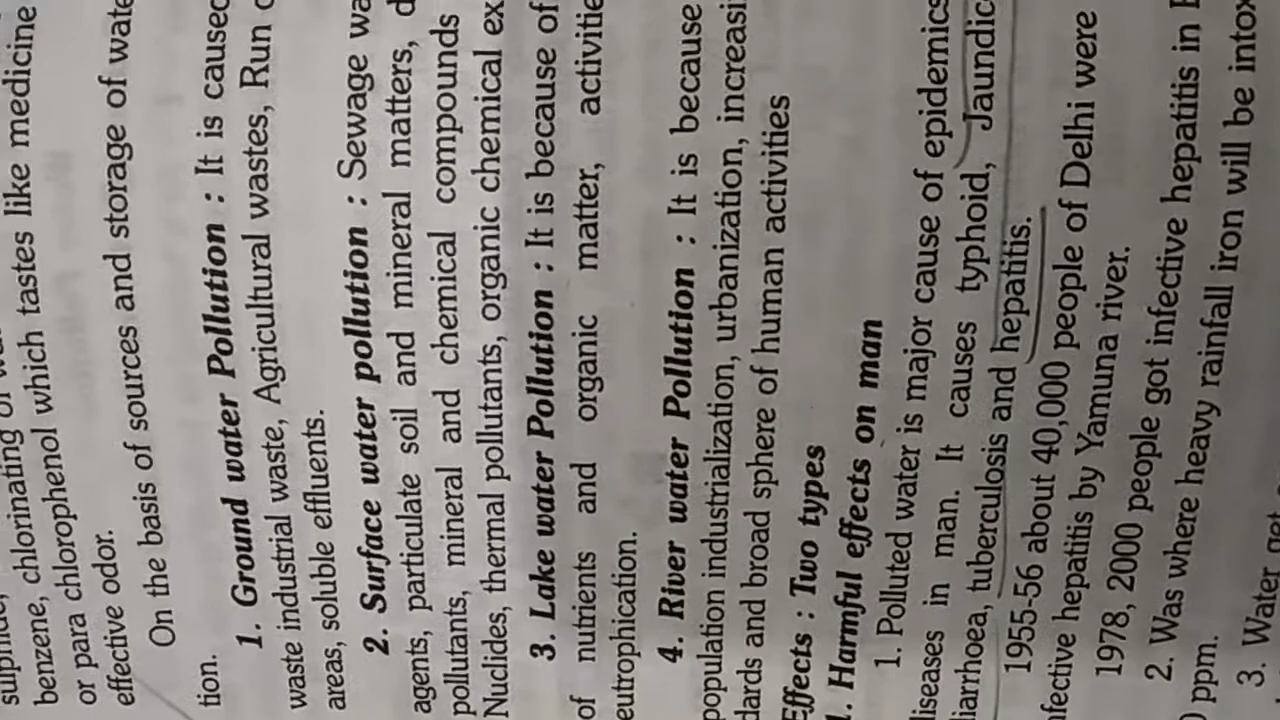 benzene, chlorinating of
or para chlorophenol which tastes like medicine
effective odor.
On the basis of sources and storage of
tion.
1. Ground water Pollution : It is caused
waste industrial waste, Agricultural wastes, Run
areas, soluble effluents.
2. Surface water pollution : Sewage
agents, particulate soil and mineral matters,
pollutants, mineral and chemical compounds
Nuclides, thermal pollutants, organic chemical
3. Lake water Pollution : It is because of
of nutrients and organic matter,
eutrophication.
4. River water Pollution : It is because
population industrialization, urbanization,
dards and broad sphere of human activities
Effects : Two types
1. Harmful effects on man
1. Polluted water is major cause of epidemics
diseases in man. It causes typhoid,
diarrhoea, tuberculosis and hepatitis.
1955-56 about 40,000 people of Delhi were
infective hepatitis by Yamuna river.
1978, 2000 people got infective hepatitis in
2. Was where heavy rainfall iron will be
ppm.
3. Water got